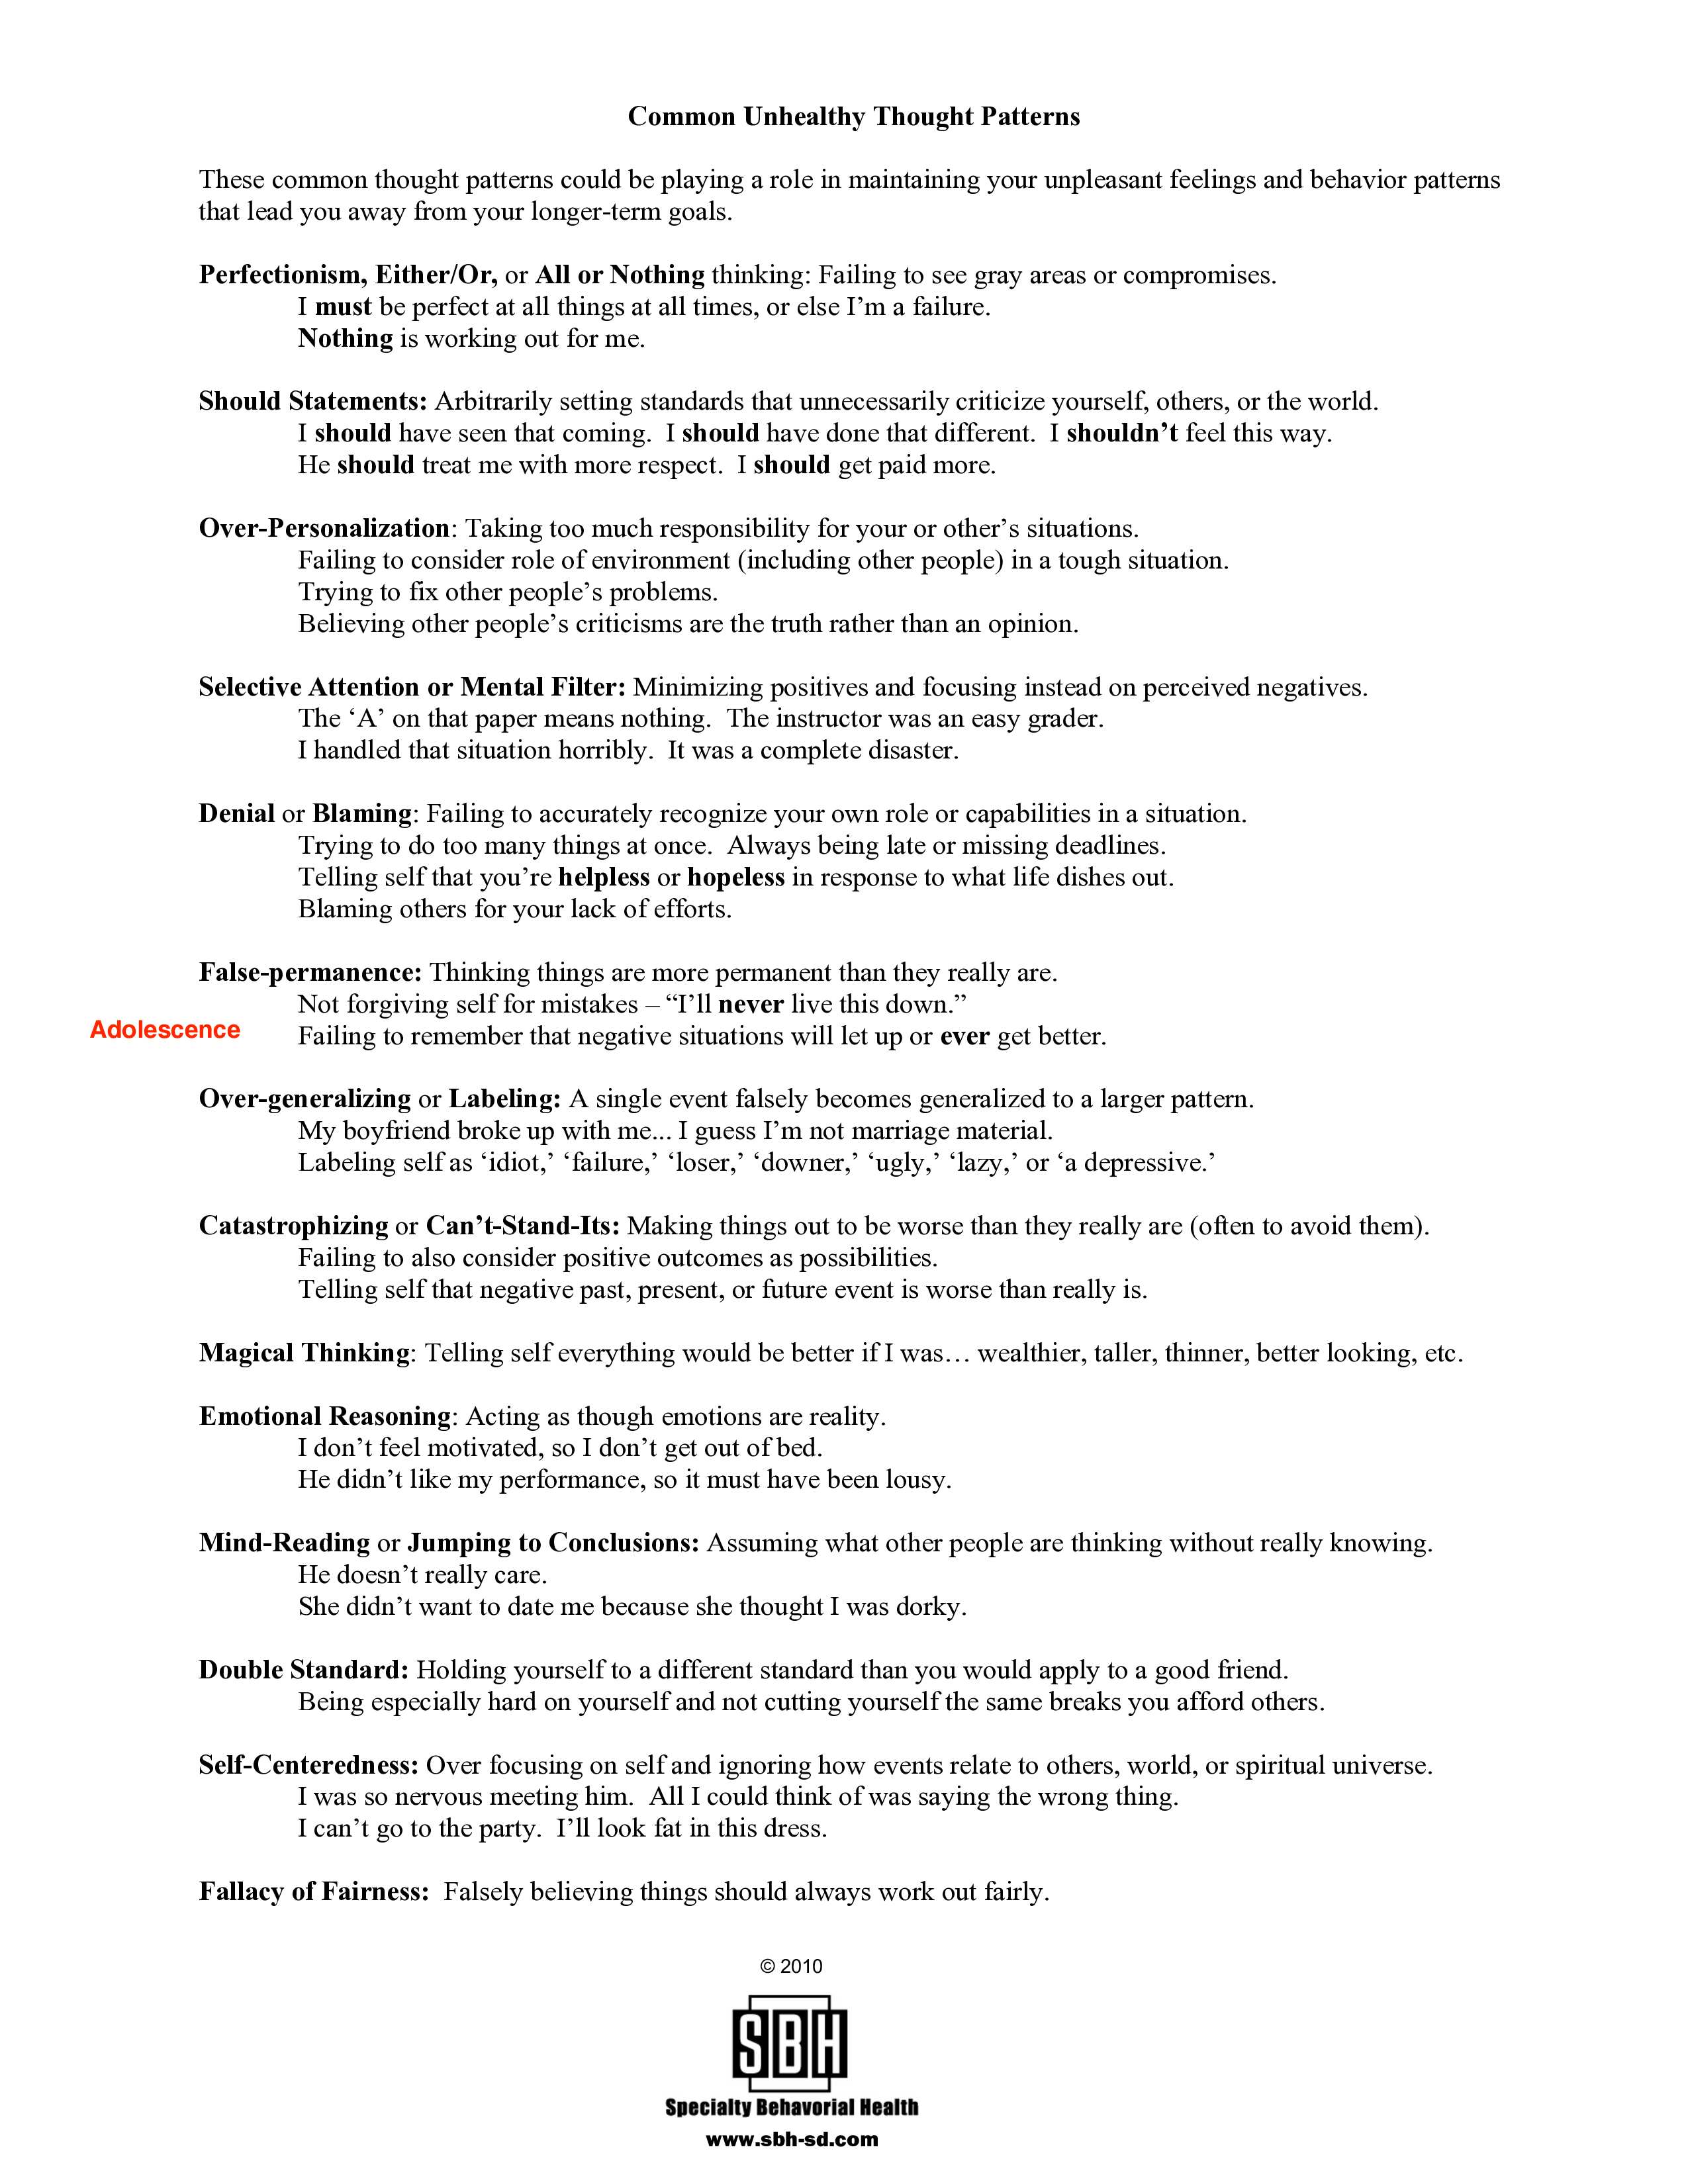 Common Unhealthy Thought Patterns
These common thought patterns could be playing a role in maintaining your unpleasant feelings and behavior patterns
that lead you away from your longer-term goals.
Perfectionism, Either/Or, or All or Nothing thinking: Failing to see gray areas or compromises.
I must be perfect at all things at all times, or else I’m a failure.
Nothing is working out for me.
Should Statements: Arbitrarily setting standards that unnecessarily criticize yourself, others, or the world.
I should have seen that coming.  I should have done that different.  I shouldn’t feel this way.
He should treat me with more respect.  I should get paid more.
Over-Personalization: Taking too much responsibility for your or other’s situations.
Failing to consider role of environment (including other people) in a tough situation.
Trying to fix other people’s problems.
Believing other people’s criticisms are the truth rather than an opinion.
Selective Attention or Mental Filter: Minimizing positives and focusing instead on perceived negatives.
The ‘A’ on that paper means nothing.  The instructor was an easy grader.
I handled that situation horribly.  It was a complete disaster.
Denial or Blaming: Failing to accurately recognize your own role or capabilities in a situation.
Trying to do too many things at once.  Always being late or missing deadlines.
Telling self that you’re helpless or hopeless in response to what life dishes out.
Blaming others for your lack of efforts.
False-permanence: Thinking things are more permanent than they really are.
Not forgiving self for mistakes – “I’ll never live this down.”
Adolescence Failing to remember that negative situations will let up or ever get better.
Over-generalizing or Labeling: A single event falsely becomes generalized to a larger pattern.
My boyfriend broke up with me... I guess I’m not marriage material.
Labeling self as ‘idiot,’ ‘failure,’ ‘loser,’ ‘downer,’ ‘ugly,’ ‘lazy,’ or ‘a depressive.’
Catastrophizing or Can’t-Stand-Its: Making things out to be worse than they really are (often to avoid them).
Failing to also consider positive outcomes as possibilities.
Telling self that negative past, present, or future event is worse than really is.
Magical Thinking: Telling self everything would be better if I was… wealthier, taller, thinner, better looking, etc.
Emotional Reasoning: Acting as though emotions are reality.
I don’t feel motivated, so I don’t get out of bed.
He didn’t like my performance, so it must have been lousy.
Mind-Reading or Jumping to Conclusions: Assuming what other people are thinking without really knowing.
He doesn’t really care.
She didn’t want to date me because she thought I was dorky.
Double Standard: Holding yourself to a different standard than you would apply to a good friend.
Being especially hard on yourself and not cutting yourself the same breaks you afford others.
Self-Centeredness: Over focusing on self and ignoring how events relate to others, world, or spiritual universe.
I was so nervous meeting him.  All I could think of was saying the wrong thing.
I can’t go to the party.  I’ll look fat in this dress.
Fallacy of Fairness:  Falsely believing things should always work out fairly.
© 2010
SBH
Specialty Behavorial Health
www.sbh-sd.com